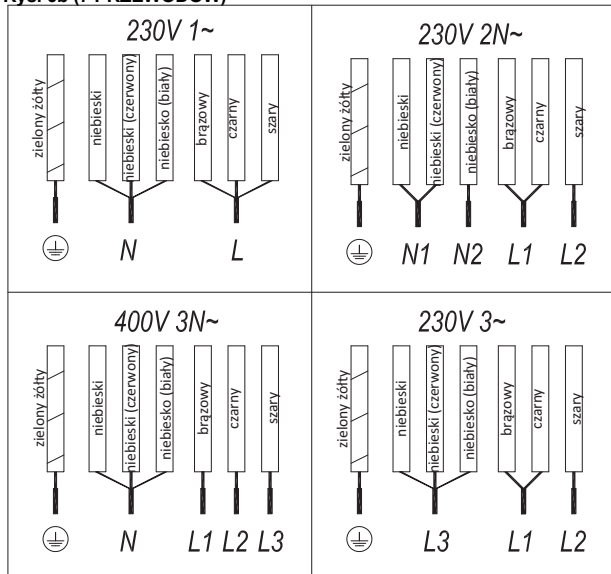 230V 1~
zielony żółty
niebieski
niebieski (czerwony)
niebiesko (biały)
brązowy
czarny
szary
N
L
230V 2N~
zielony żółty
niebieski
niebieski (czerwony)
niebiesko (biały)
brązowy
czarny
szary
N1 N2 L1 L2
400V 3N~
zielony żółty
niebieski
niebieski (czerwony)
niebiesko (biały)
brązowy
czarny
szary
N L1 L2 L3
230V 3~
zielony żółty
niebieski
niebieski (czerwony)
niebiesko (biały)
brązowy
czarny
szary
L3 L1 L2